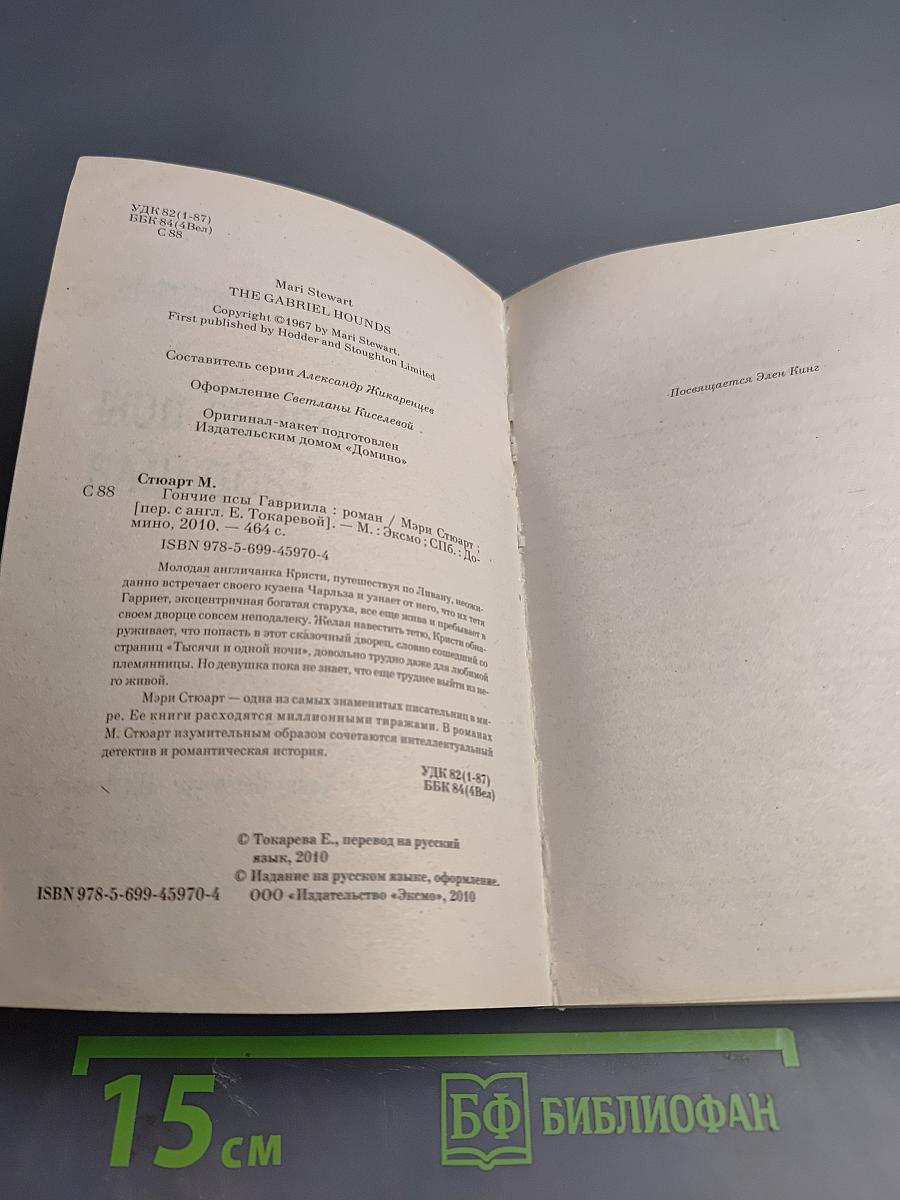 УДК 82(1-87)
ББК 84(4Вел)
С 88
Mari Stewart
THE GABRIEL HOUNDS
Copyright ©1967 by Mari Stewart.
First published by Hodder and Stoughton Limited
Составитель серии Александр Жикаренцев
Оформление Светланы Киселевой
Оригинал-макет подготовлен
Издательским домом «Домино»
Стюарт М.
С 88 Гончие псы Гавриила : роман / Мэри Стюарт ;
[пер. с англ. Е. Токаревой]. — М. : Эксмо ; СПб. : До-
мино, 2010. — 464 с.
ISBN 978-5-699-45970-4
Молодая англичанка Кристи, путешествуя по Ливану, неожи-
данно встречает своего кузена Чарльза и узнает от него, что их тетя
Гарриет, эксцентричная богатая старуха, все еще жива и пребывает в
своем дворце совсем неподалеку. Желая навестить тетю, Кристи обна-
руживает, что попасть в этот сказочный дворец, словно сошедший со
страниц «Тысячи и одной ночи», довольно трудно даже для любимой
племянницы. Но девушка пока не знает, что еще труднее выйти из не-
го живой.
Мэри Стюарт — одна из самых знаменитых писательниц в ми-
ре. Ее книги расходятся миллионными тиражами. В романах
М. Стюарт изумительным образом сочетаются интеллектуальный
детектив и романтическая история.
УДК 82(1-87)
ББК 84(4Вел)
© Токарева Е., перевод на русский
язык, 2010
© Издание на русском языке, оформление.
ISBN 978-5-699-45970-4 ООО «Издательство «Эксмо», 2010
Посвящается Элен Кинг
15 см
БФ БИБЛИОФАН